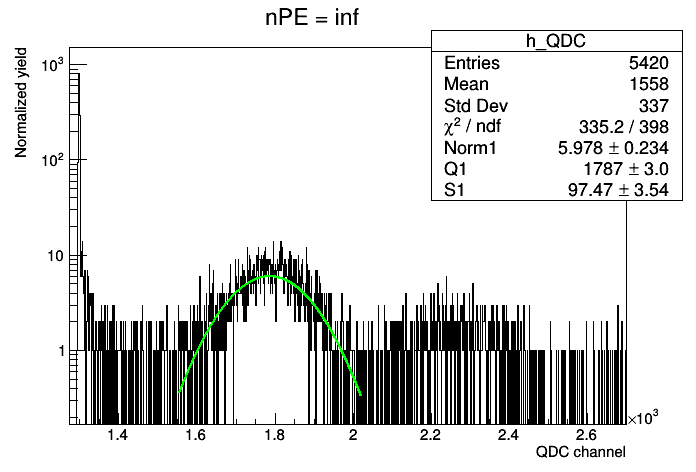 nPE = inf
h_QDC
Entries 5420
Mean 1558
Std Dev 337
χ² / ndf 335.2 / 398
Norm1 5.978 ± 0.234
Q1 1787 ± 3.0
S1 97.47 ± 3.54
Normalized yield
10³
10²
10
1
1.4 1.6 1.8 2 2.2 2.4 2.6
×10³
QDC channel